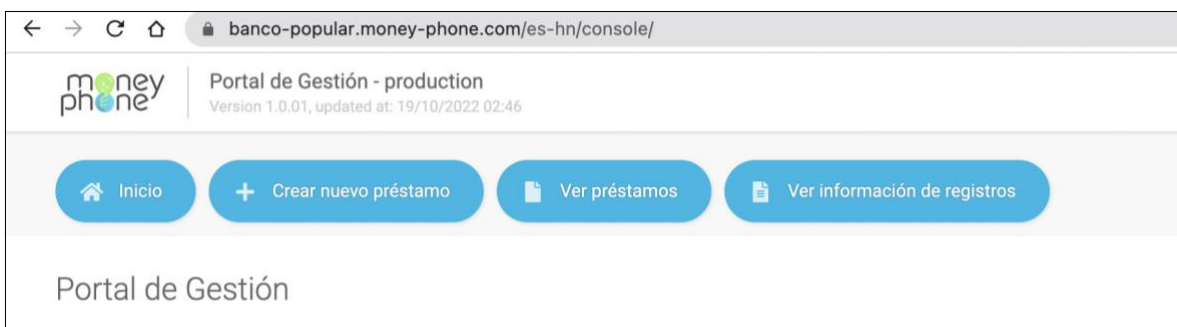 banco-popular.money-phone.com/es-hn/console/
money
phone
Portal de Gestión - production
Version 1.0.01, updated at: 19/10/2022 02:46
Inicio
Crear nuevo préstamo
Ver préstamos
Ver información de registros
Portal de Gestión